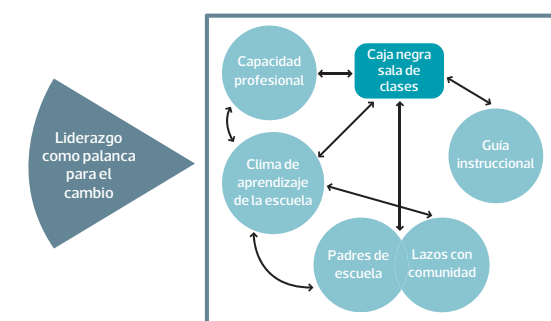 Liderazgo
como palanca
para el
cambio
Capacidad
profesional
Caja negra
sala de
clases
Guía
instruccional
Clima de
aprendizaje
de la escuela
Padres de
escuela
Lazos con
comunidad